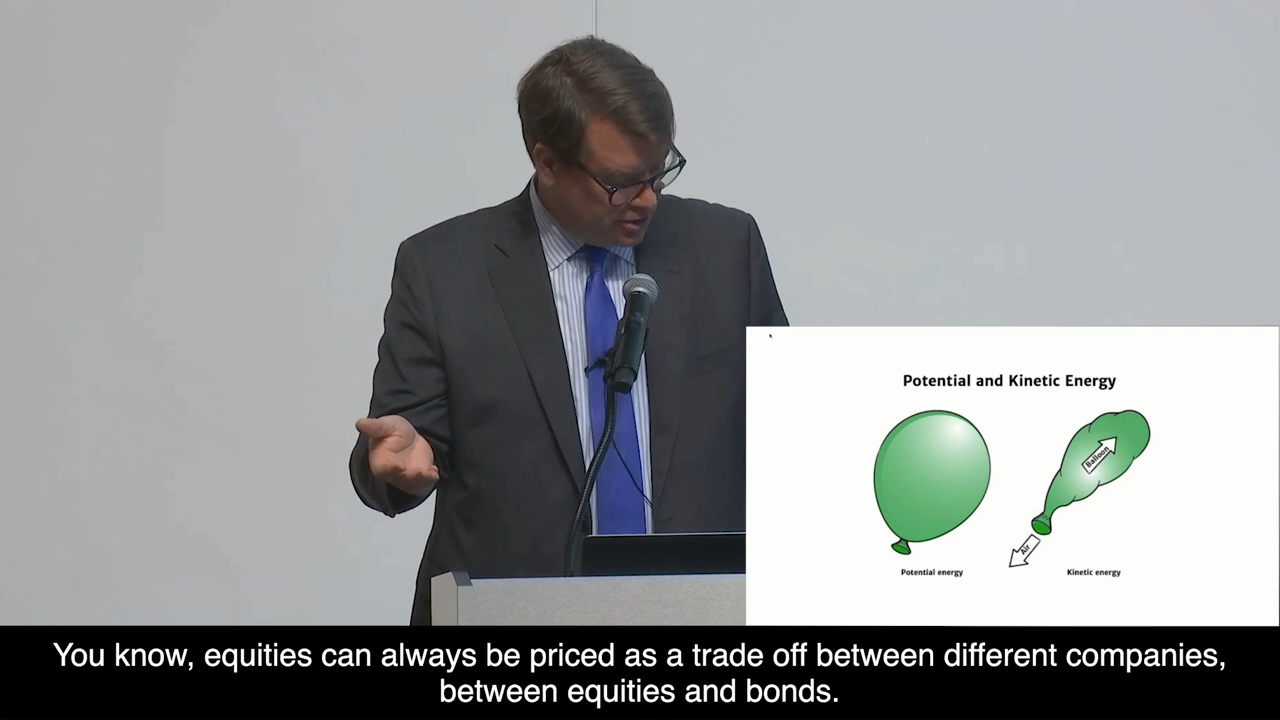 Potential and Kinetic Energy
Balloon
Air
Potential energy
Kinetic energy
You know, equities can always be priced as a trade off between different companies,
between equities and bonds.